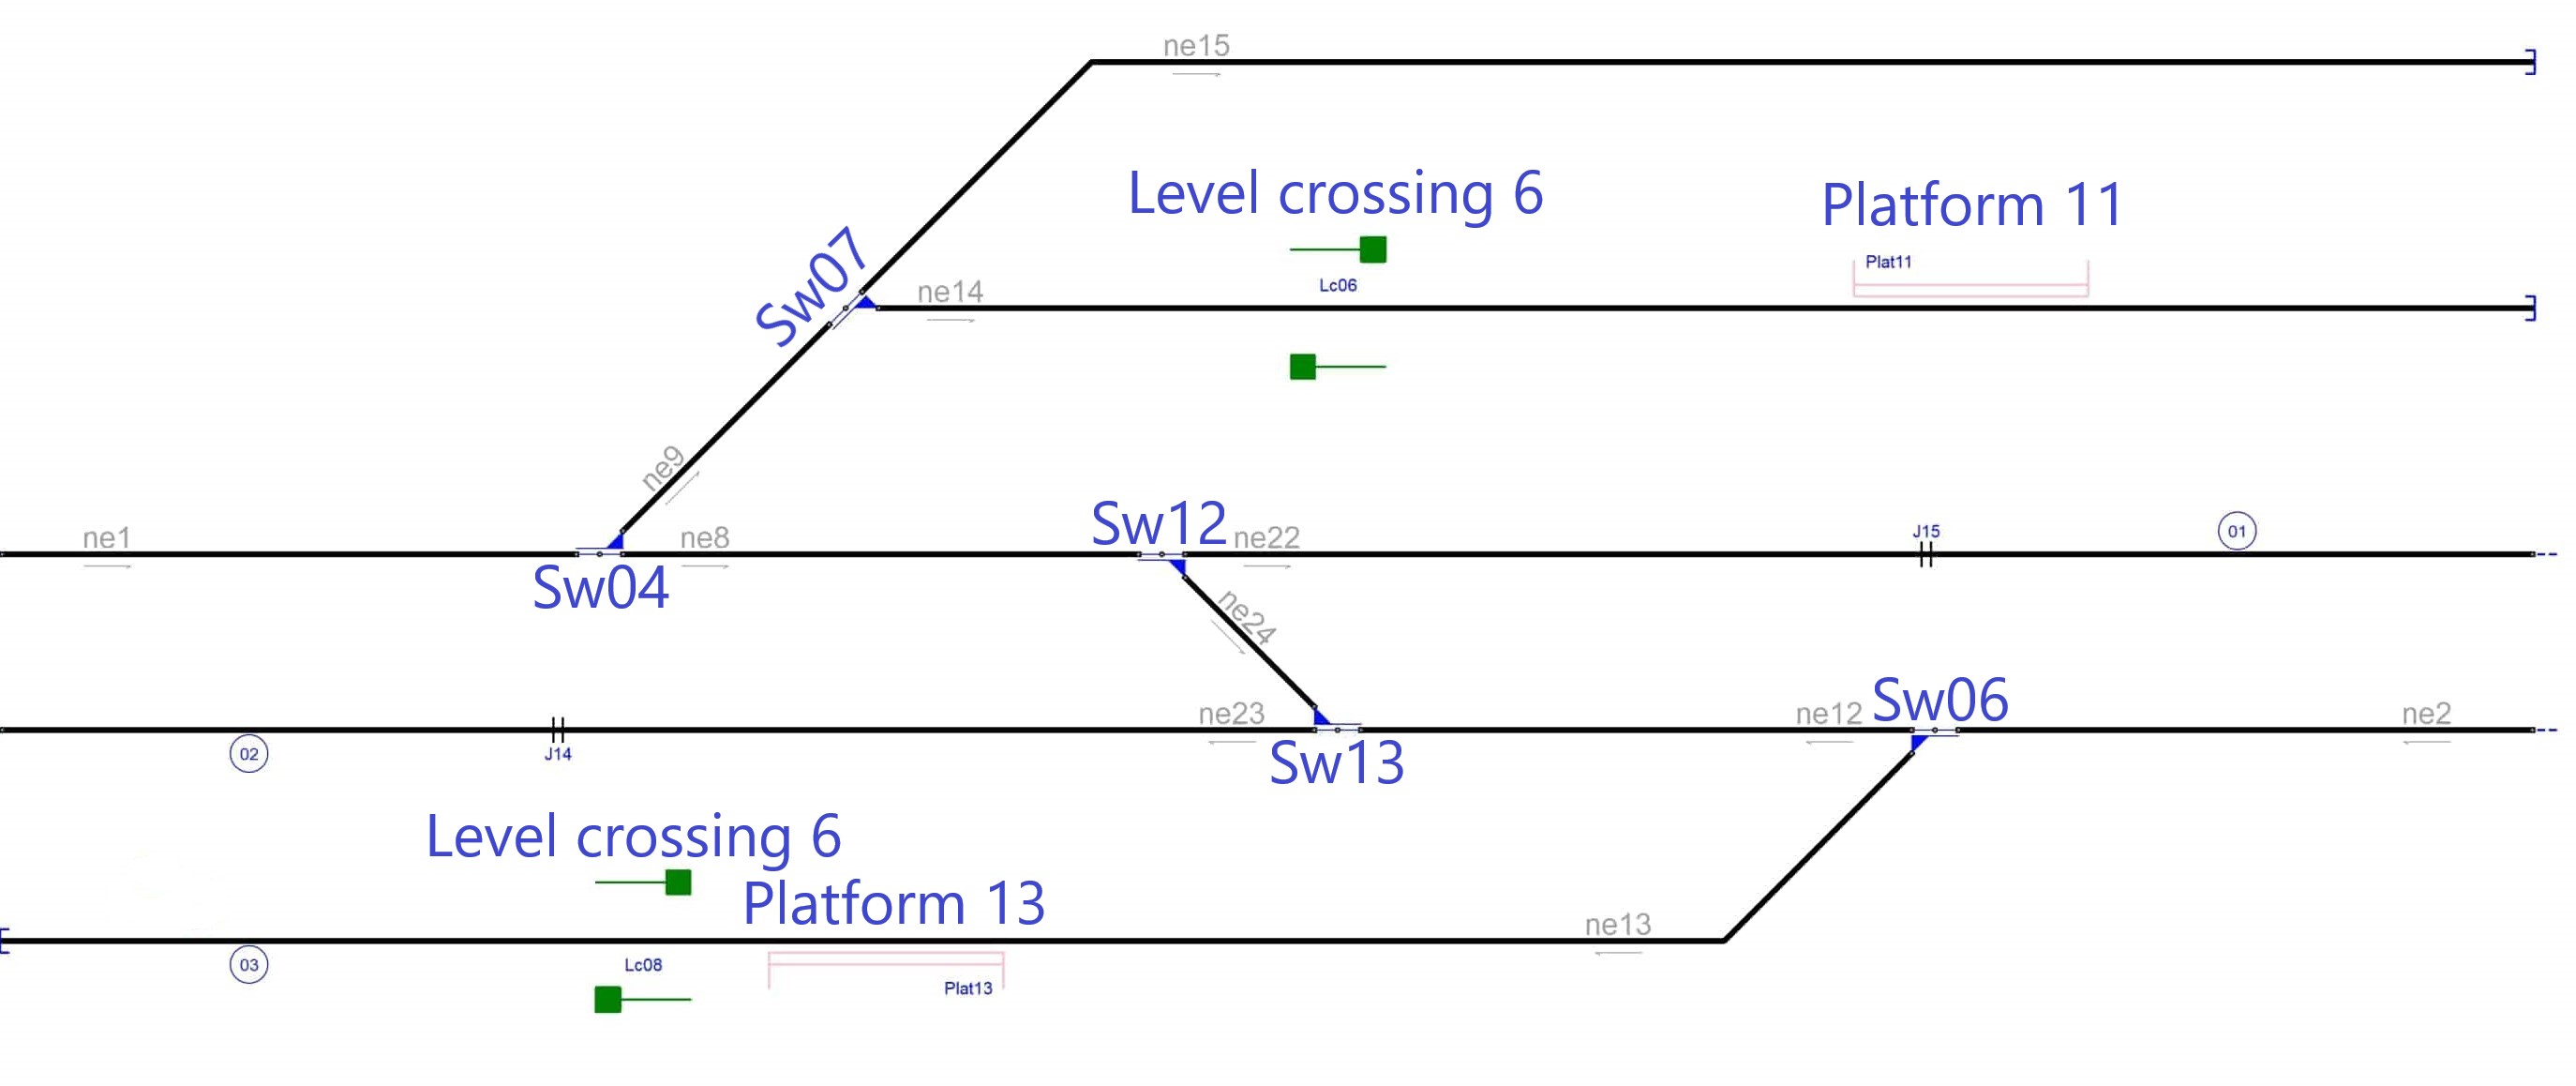 ne15
Level crossing 6
Platform 11
Plat11
Sw07
ne14
Lc06
ne9
Sw12
ne1
ne8
ne22
J15
01
Sw04
ne24
Sw06
ne23
ne12
ne2
02
J14
Sw13
Level crossing 6
Platform 13
ne13
03
Lc08
Plat13